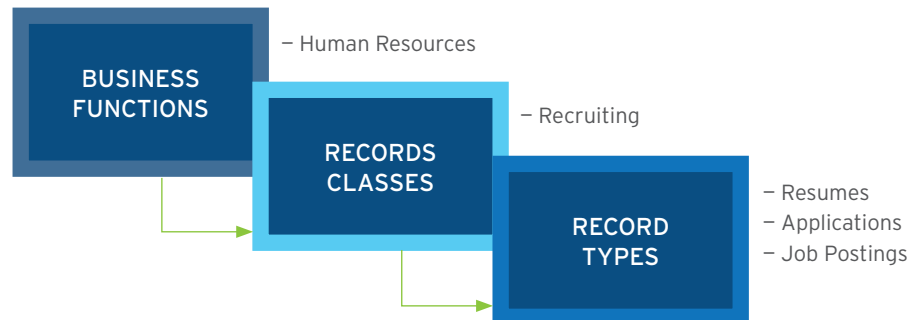 BUSINESS
FUNCTIONS
– Human Resources
RECORDS
CLASSES
– Recruiting
RECORD
TYPES
– Resumes
– Applications
– Job Postings